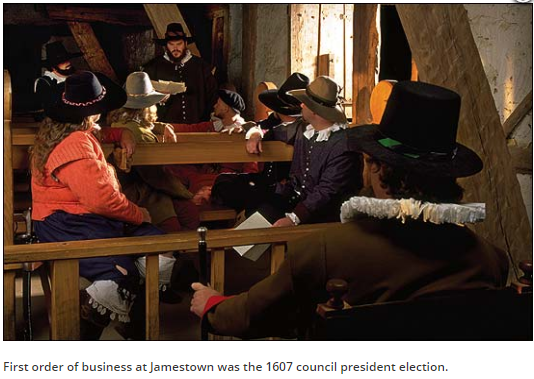 First order of business at Jamestown was the 1607 council president election.